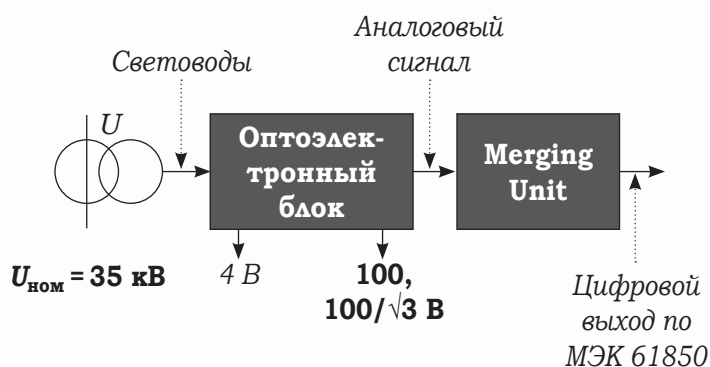 Световоды
Аналоговый
сигнал
U
Оптоэлек-
тронный
блок
Merging
Unit
Uном = 35 кВ
4 В
100,
100/√3 В
Цифровой
выход по
МЭК 61850